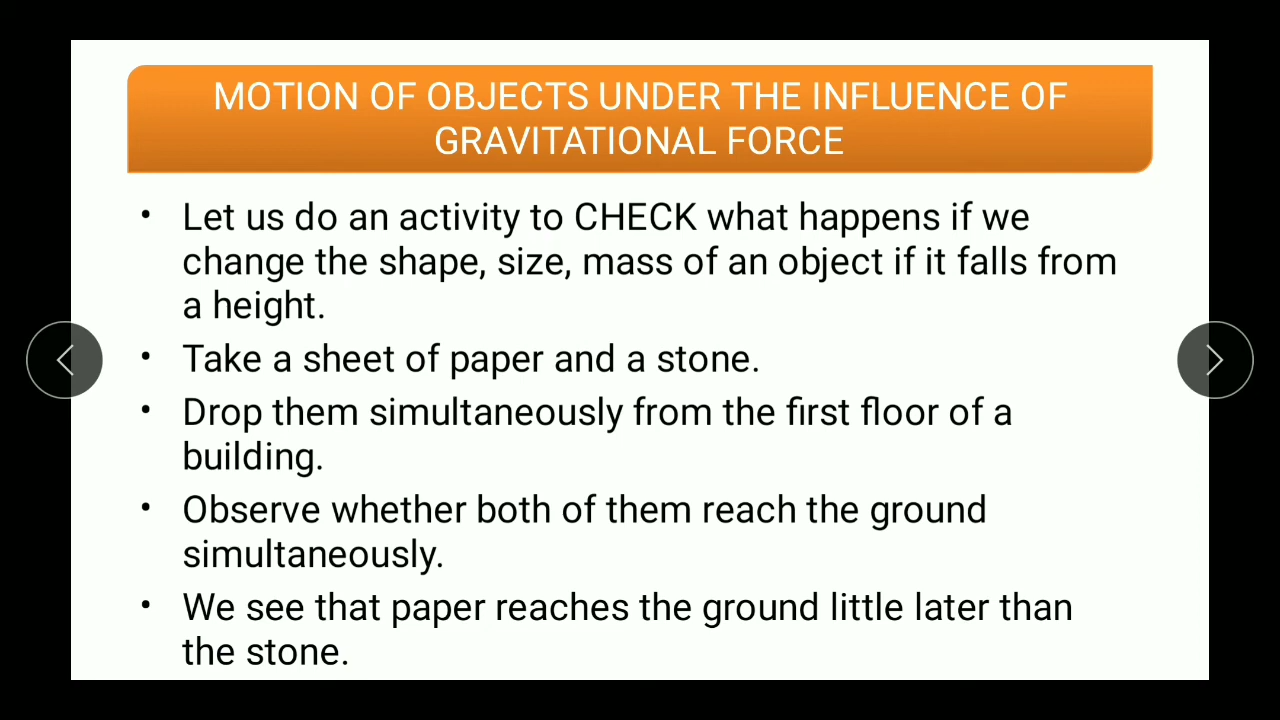 MOTION OF OBJECTS UNDER THE INFLUENCE OF
GRAVITATIONAL FORCE
• Let us do an activity to CHECK what happens if we
change the shape, size, mass of an object if it falls from
a height.
• Take a sheet of paper and a stone.
• Drop them simultaneously from the first floor of a
building.
• Observe whether both of them reach the ground
simultaneously.
• We see that paper reaches the ground little later than
the stone.